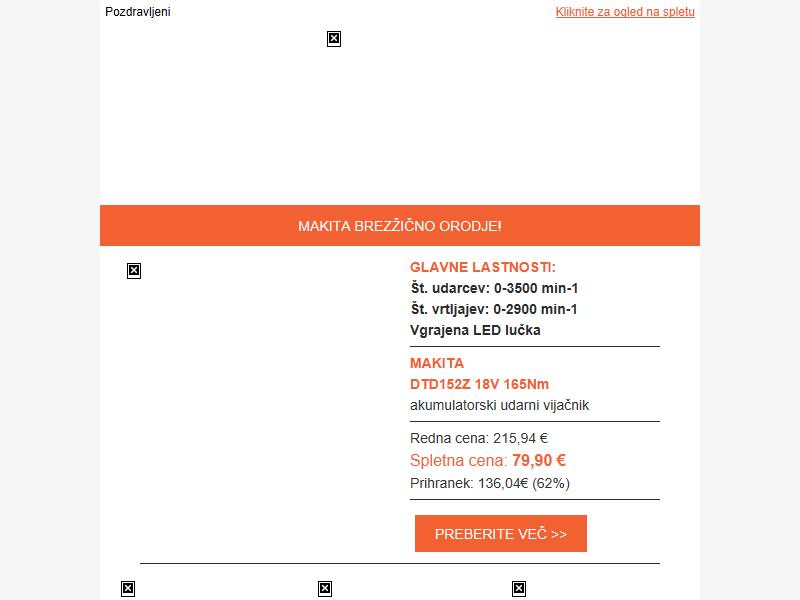 Pozdravljeni
Kliknite za ogled na spletu
MAKITA BREZŽIČNO ORODJE!
GLAVNE LASTNOSTI:
Št. udarcev: 0-3500 min-1
Št. vrtljajev: 0-2900 min-1
Vgrajena LED lučka
MAKITA
DTD152Z 18V 165Nm
akumulatorski udarni vijačnik
Redna cena: 215,94 €
Spletna cena: 79,90 €
Prihranek: 136,04€ (62%)
PREBERITE VEČ >>